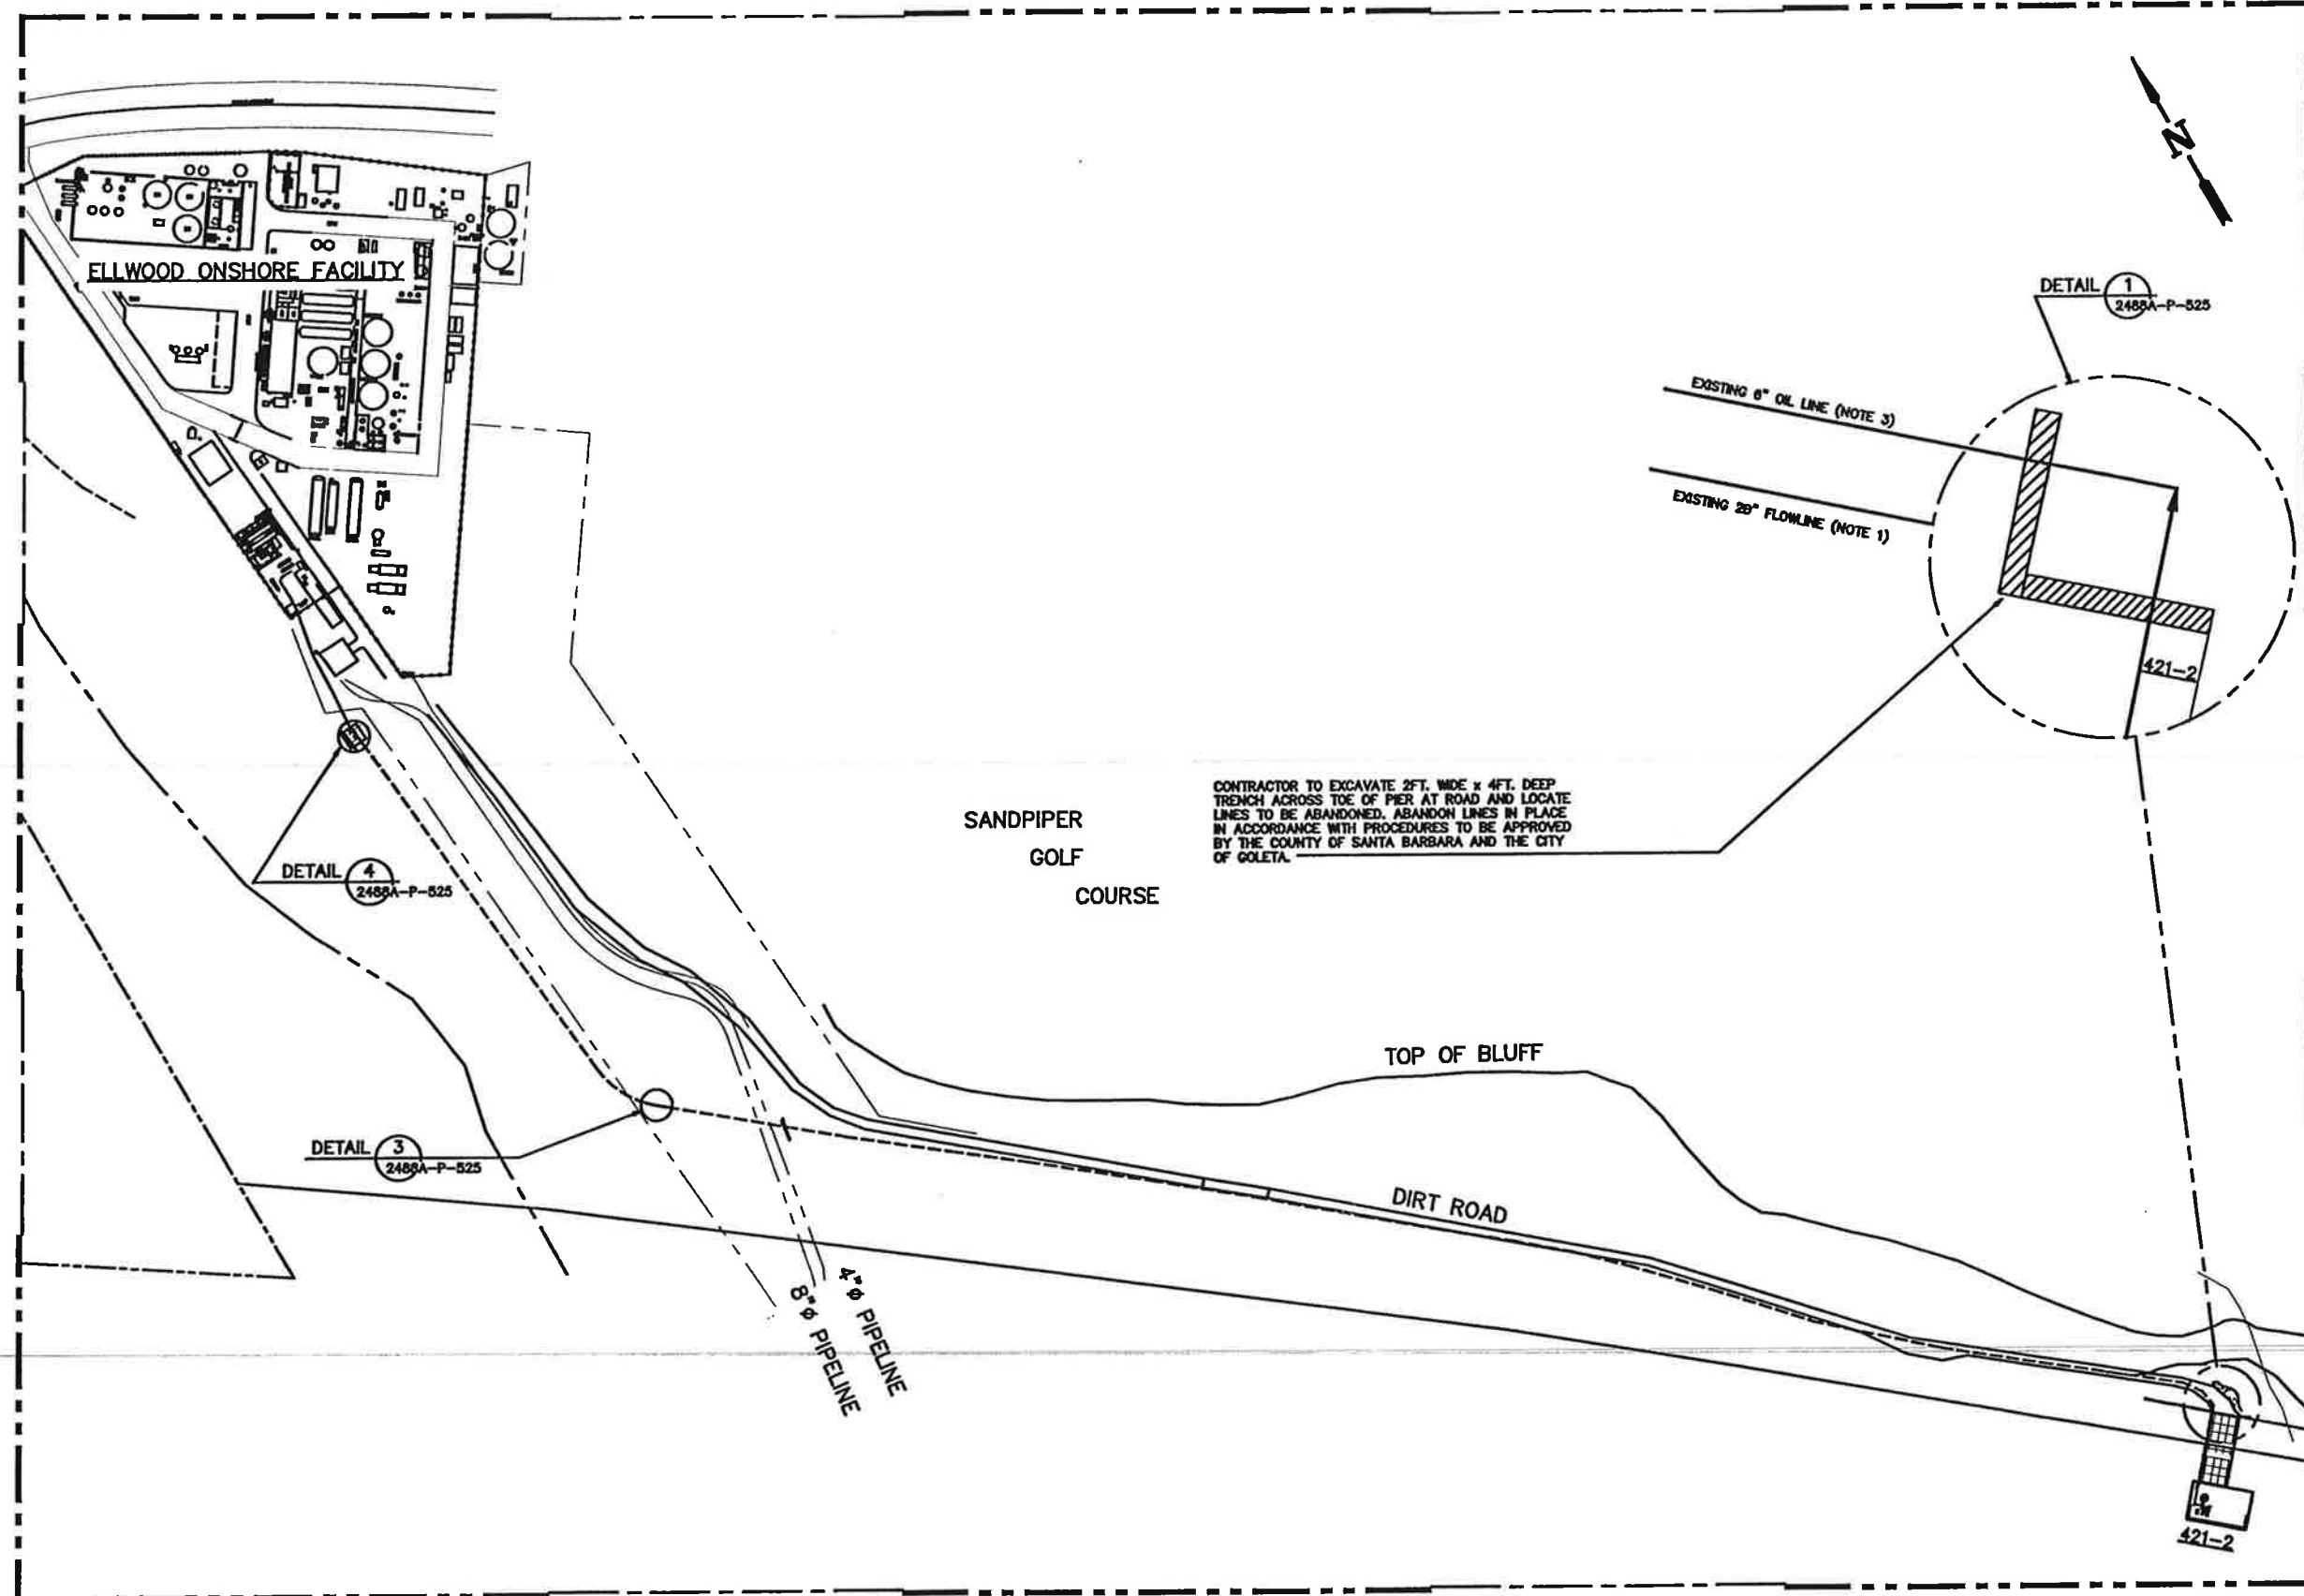 ELLWOOD ONSHORE FACILITY
N
DETAIL 1
2488A-P-525
EXISTING 6" OIL LINE (NOTE 3)
EXISTING 20" FLOWLINE (NOTE 1)
421-2
CONTRACTOR TO EXCAVATE 2FT. WIDE x 4FT. DEEP
TRENCH ACROSS TOE OF PIER AT ROAD AND LOCATE
LINES TO BE ABANDONED. ABANDON LINES IN PLACE
IN ACCORDANCE WITH PROCEDURES TO BE APPROVED
BY THE COUNTY OF SANTA BARBARA AND THE CITY
OF GOLETA.
SANDPIPER
GOLF
COURSE
DETAIL 4
2488A-P-525
TOP OF BLUFF
DETAIL 3
2488A-P-525
DIRT ROAD
4"ø PIPELINE
8"ø PIPELINE
421-2